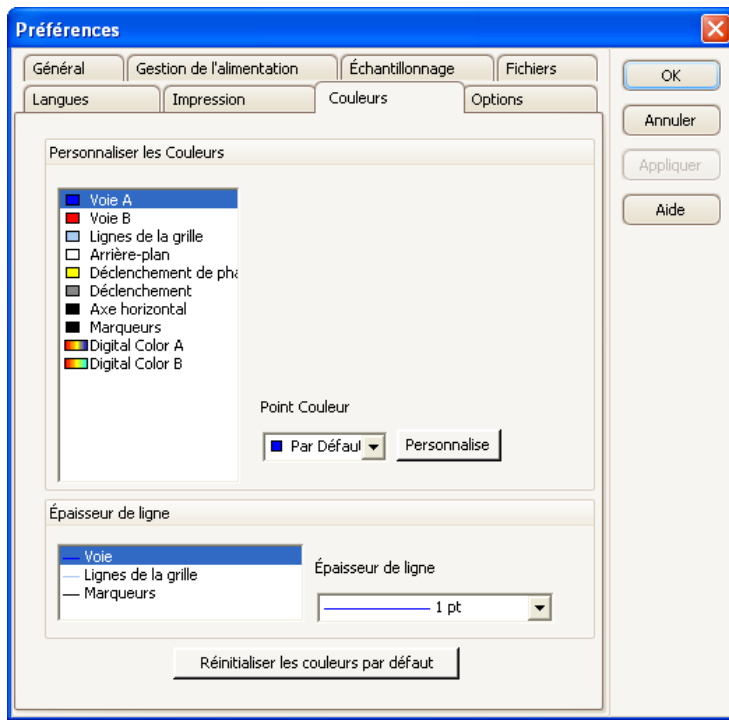 Préférences
Général Gestion de l'alimentation Échantillonnage Fichiers
Langues Impression Couleurs Options
OK
Annuler
Appliquer
Aide
Personnaliser les Couleurs
Voie A
Voie B
Lignes de la grille
Arrière-plan
Déclenchement de pha
Déclenchement
Axe horizontal
Marqueurs
Digital Color A
Digital Color B
Point Couleur
Par Défaul Personnalise
Épaisseur de ligne
Voie
Lignes de la grille
Marqueurs
Épaisseur de ligne
1 pt
Réinitialiser les couleurs par défaut